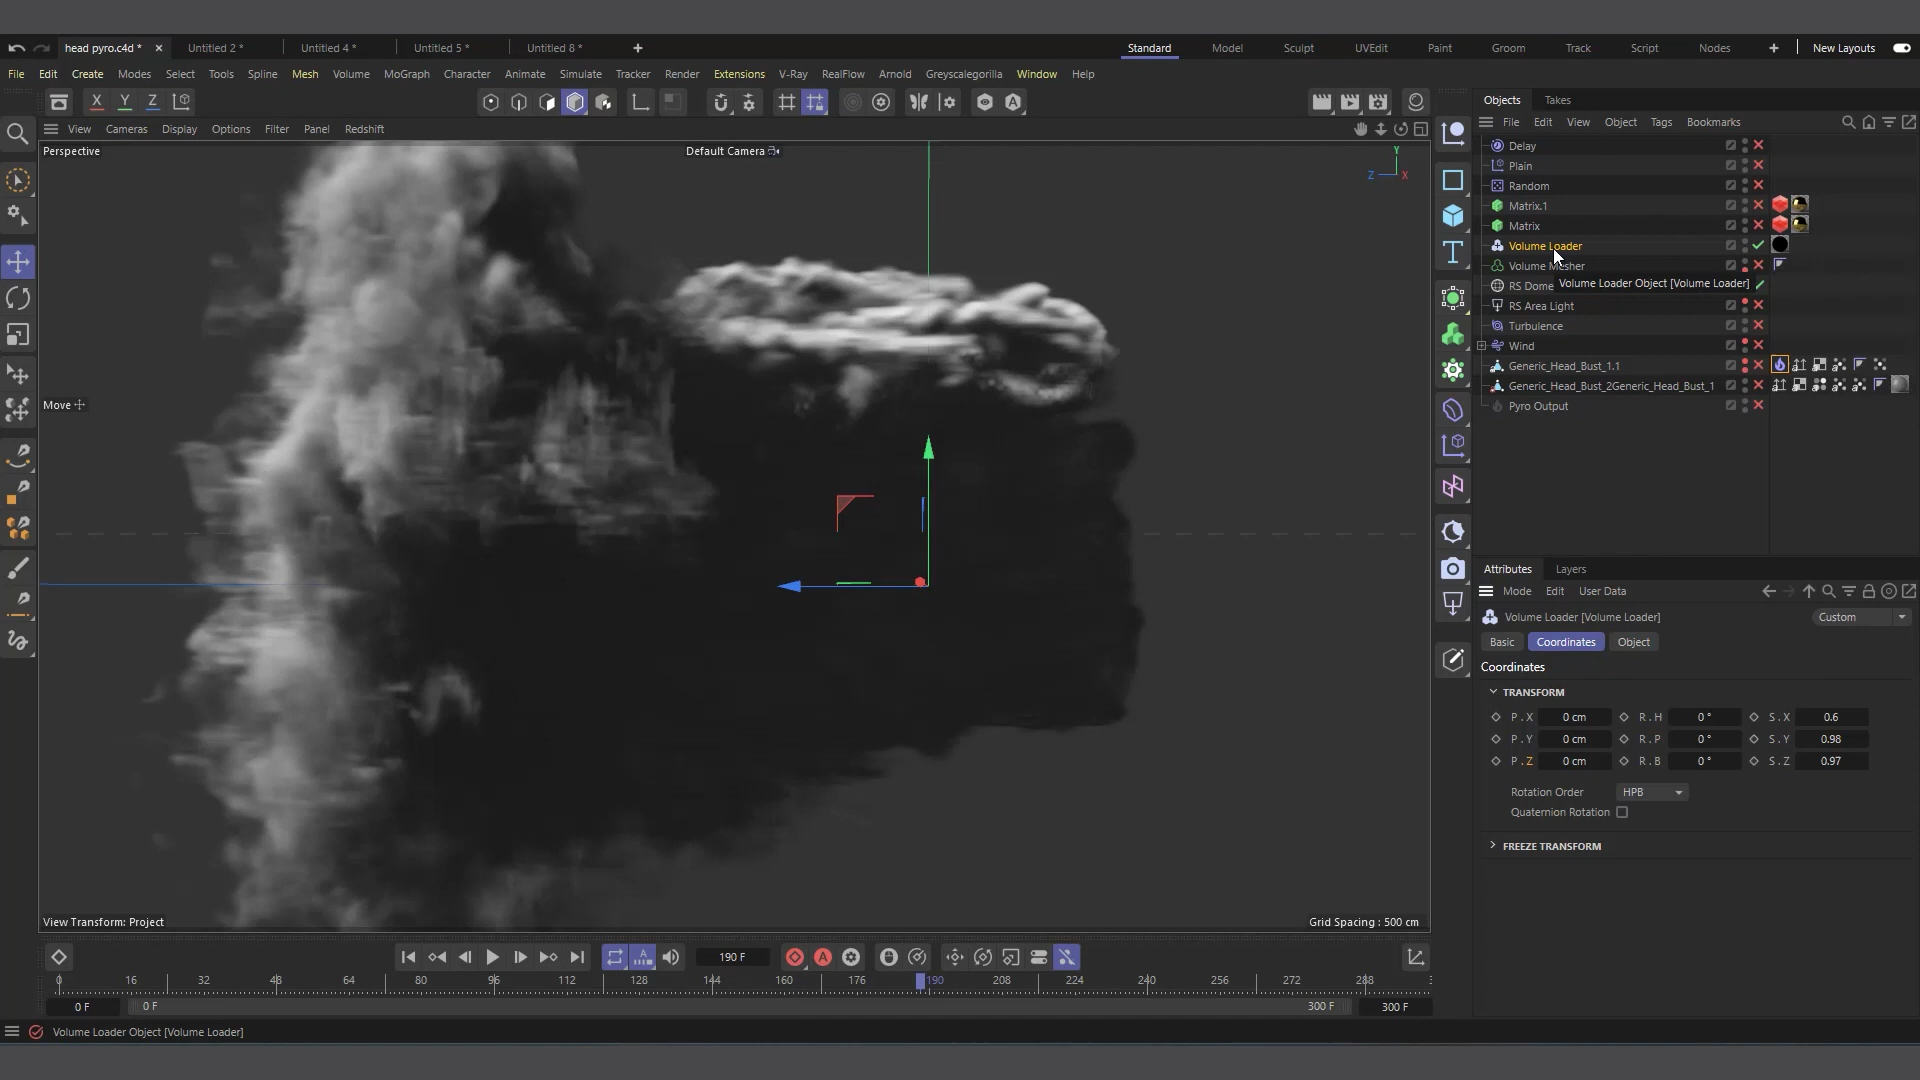 head pyro.c4d * × Untitled 2 * Untitled 4 * Untitled 5 * Untitled 8 * + Standard Model Sculpt UVEdit Paint Groom Track Script Nodes + New Layouts
File Edit Create Modes Select Tools Spline Mesh Volume MoGraph Character Animate Simulate Tracker Render Extensions V-Ray RealFlow Arnold Greyscalegorilla Window Help
X Y Z
Objects Takes
File Edit View Object Tags Bookmarks
View Cameras Display Options Filter Panel Redshift
Perspective Default Camera
Y
Z X
Move
Delay
Plain
Random
Matrix.1
Matrix
Volume Loader
Volume Mesher
Volume Loader Object [Volume Loader]
RS Dome
RS Area Light
Turbulence
Wind
Generic_Head_Bust_1.1
Generic_Head_Bust_2Generic_Head_Bust_1
Pyro Output
Attributes Layers
Mode Edit User Data
Volume Loader [Volume Loader] Custom
Basic Coordinates Object
Coordinates
TRANSFORM
P . X 0 cm R . H 0 ° S . X 0.6
P . Y 0 cm R . P 0 ° S . Y 0.98
P . Z 0 cm R . B 0 ° S . Z 0.97
Rotation Order HPB
Quaternion Rotation
FREEZE TRANSFORM
View Transform: Project Grid Spacing : 500 cm
190 F
0 16 32 48 64 80 96 112 128 144 160 176 190 208 224 240 256 272 288
0 F 0 F 300 F 300 F
Volume Loader Object [Volume Loader]